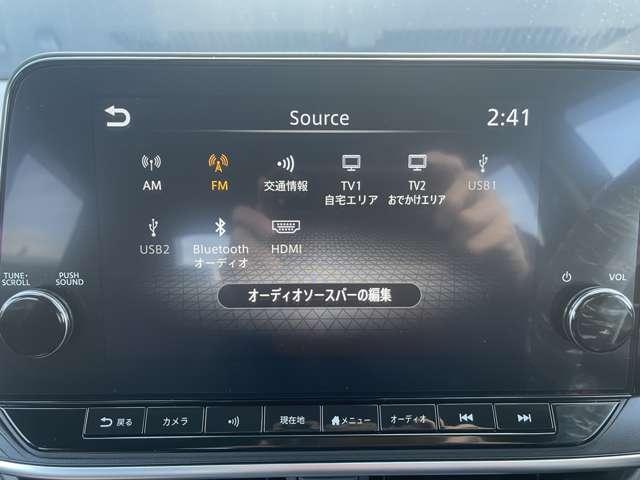 Source
2:41
AM
FM
交通情報
TV1
自宅エリア
TV2
おでかけエリア
USB1
USB2
Bluetooth
オーディオ
HDMI
オーディオソースバーの編集
TUNE・
SCROLL
PUSH
SOUND
VOL
戻る
カメラ
現在地
メニュー
オーディオ